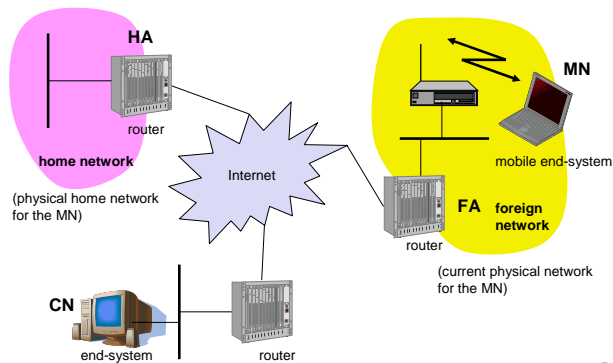 HA
router
home network
(physical home network
for the MN)
Internet
MN
mobile end-system
FA
foreign
network
router
(current physical network
for the MN)
CN
end-system
router